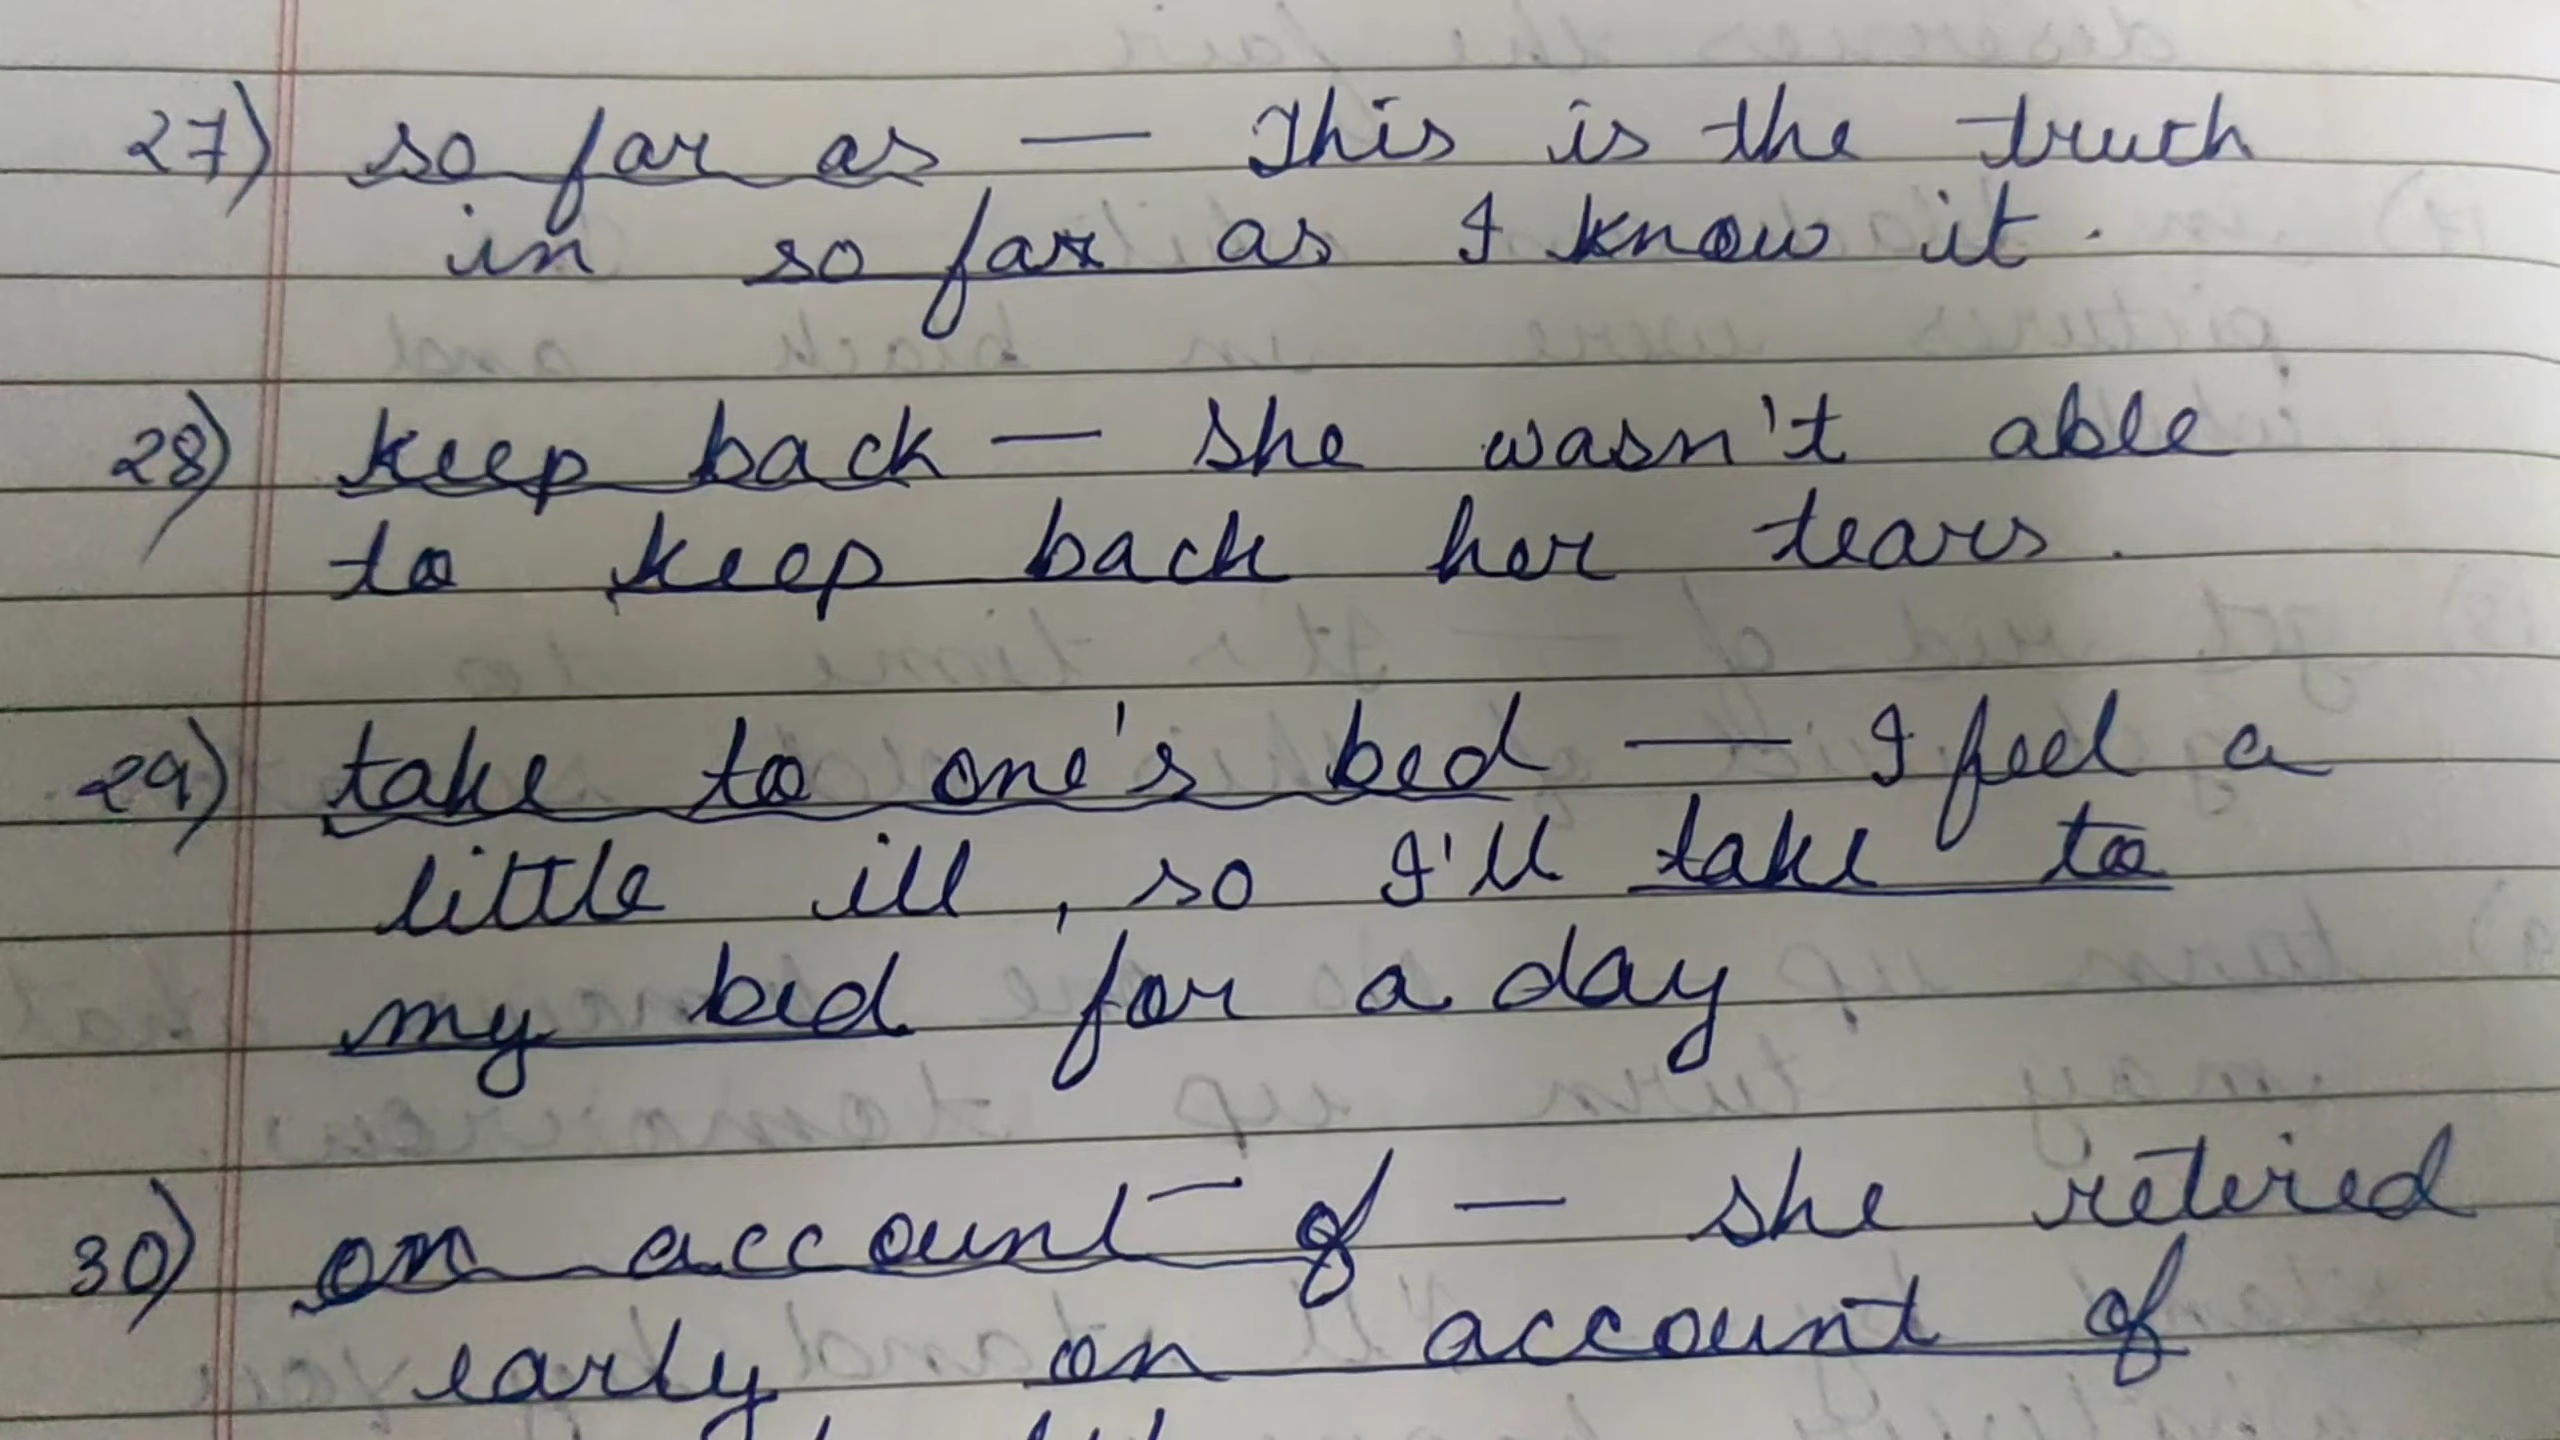 27) so far as — This is the truth
in so far as I know it.
28) keep back — she wasn't able
to keep back her tears.
29) take to one's bed — I feel a
little ill, so I'll take to
my bed for a day
30) on account of — she retired
early on account of